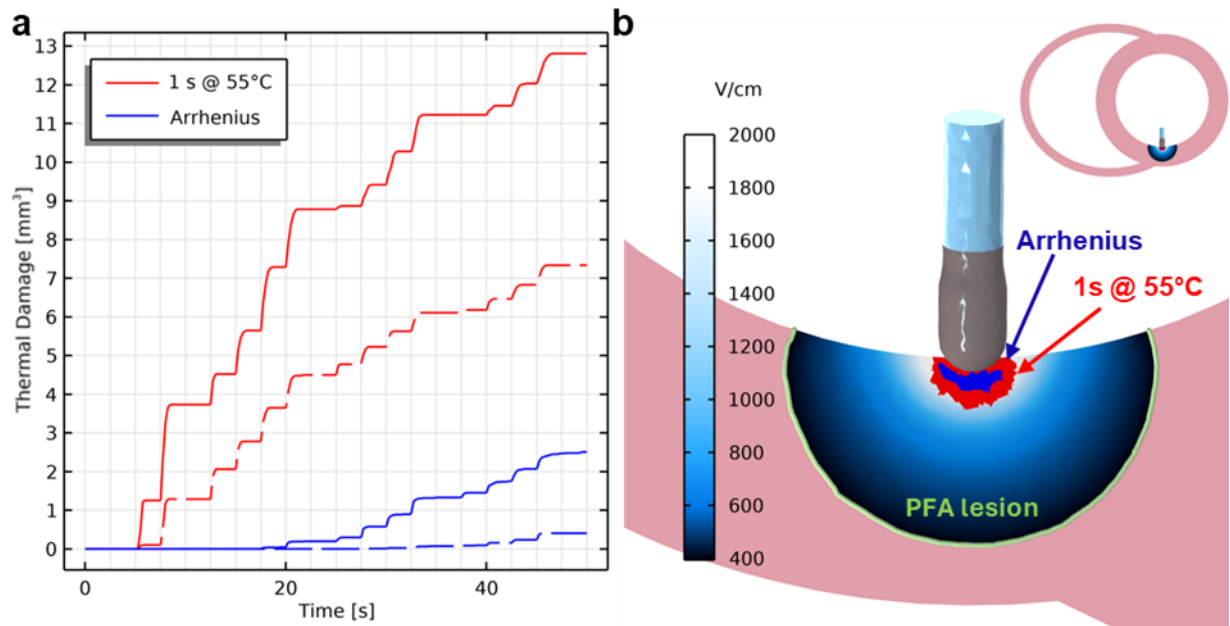 a
13
12
11
10
9
8
7
6
5
4
3
2
1
0
Thermal Damage [mm³]
1 s @ 55°C
Arrhenius
0
20
40
Time [s]
b
V/cm
2000
1800
1600
1400
1200
1000
800
600
400
Arrhenius
1s @ 55°C
PFA lesion